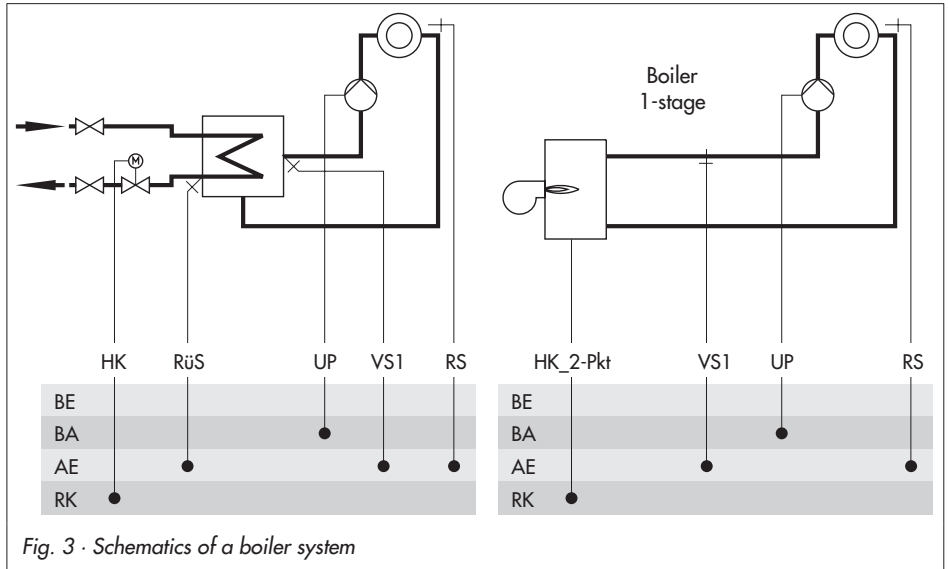 Boiler
1-stage
M
HK RüS UP VS1 RS HK_2-Pkt VS1 UP RS
BE BE
BA BA
AE AE
RK RK
Fig. 3 · Schematics of a boiler system